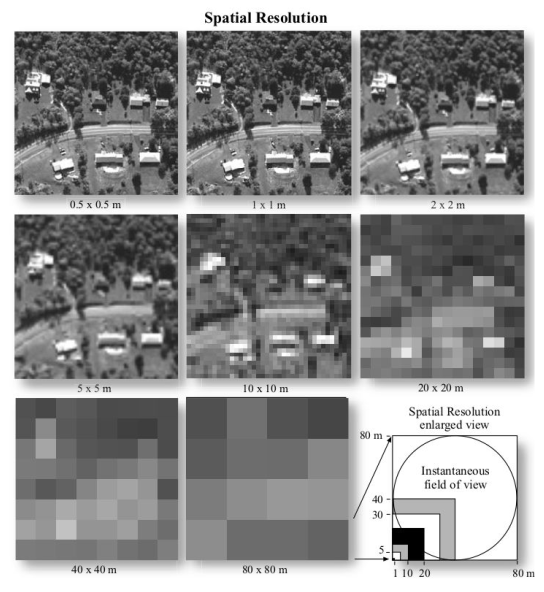 Spatial Resolution
0.5 x 0.5 m
1 x 1 m
2 x 2 m
5 x 5 m
10 x 10 m
20 x 20 m
40 x 40 m
80 x 80 m
Spatial Resolution
enlarged view
80 m
Instantaneous
field of view
40
30
5
1 10 20 80 m